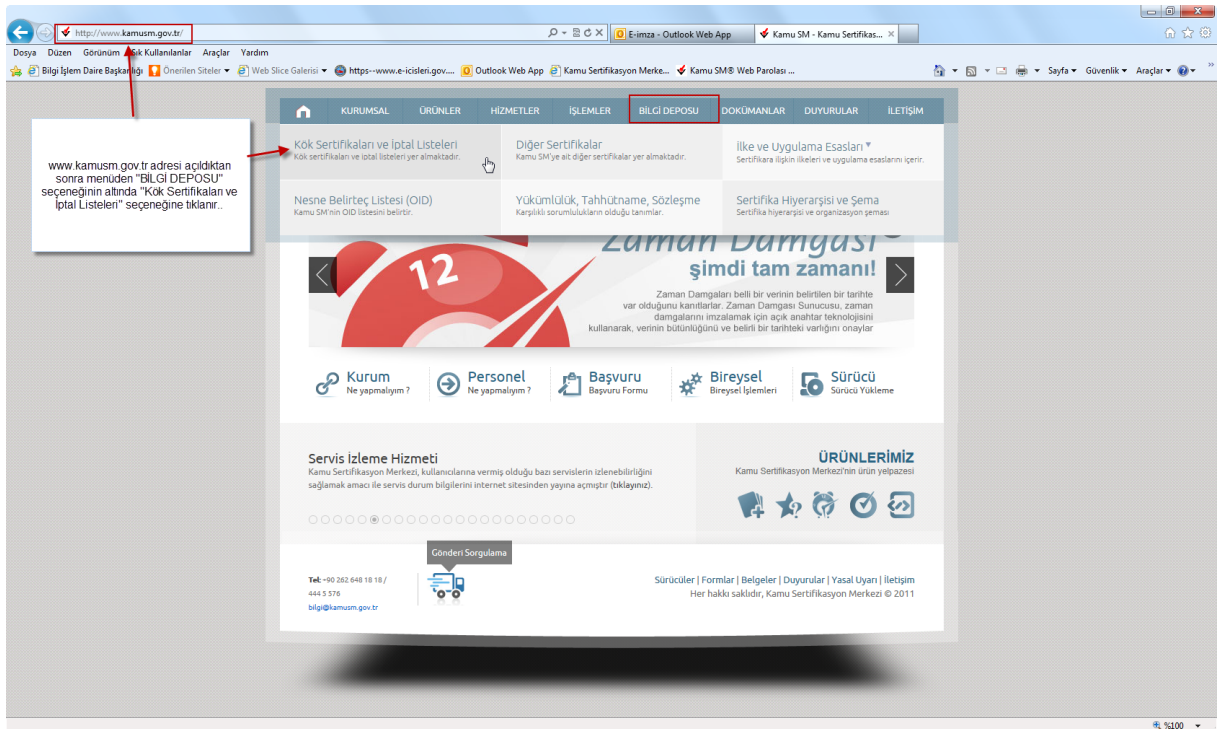 http://www.kamusm.gov.tr/
E-imza - Outlook Web App
Kamu SM - Kamu Sertifikas...
Dosya Düzen Görünüm Sık Kullanılanlar Araçlar Yardım
Bilgi İşlem Daire Başkanlığı Önerilen Siteler Web Slice Galerisi https--www.e-icisleri.gov.... Outlook Web App Kamu Sertifikasyon Merke... Kamu SM® Web Parolası ... Sayfa Güvenlik Araçlar
KURUMSAL ÜRÜNLER HİZMETLER İŞLEMLER BİLGİ DEPOSU DOKÜMANLAR DUYURULAR İLETİŞİM
www.kamusm.gov.tr adresi açıldıktan
sonra menüden "BİLGİ DEPOSU"
seçeneğinin altında "Kök Sertifikaları ve
İptal Listeleri" seçeneğine tıklanır..
Kök Sertifikaları ve İptal Listeleri
Kök sertifikaları ve iptal listeleri yer almaktadır.
Diğer Sertifikalar
Kamu SM'ye ait diğer sertifikalar yer almaktadır.
İlke ve Uygulama Esasları
Sertifikara ilişkin ilkeleri ve uygulama esaslarını içerir.
Nesne Belirteç Listesi (OID)
Kamu SM'nin OID listesini belirtir.
Yükümlülük, Tahhütname, Sözleşme
Karşılıklı sorumlulukların olduğu tanımlar.
Sertifika Hiyerarşisi ve Şema
Sertifika hiyerarşisi ve organizasyon şeması
Zaman Damgası
şimdi tam zamanı!
12
Zaman Damgaları belli bir verinin belirtilen bir tarihte
var olduğunu kanıtlarlar. Zaman Damgası Sunucusu, zaman
damgalarını imzalamak için açık anahtar teknolojisini
kullanarak, verinin bütünlüğünü ve belirli bir tarihteki varlığını onaylar
Kurum
Ne yapmalıyım ?
Personel
Ne yapmalıyım ?
Başvuru
Başvuru Formu
Bireysel
Bireysel İşlemleri
Sürücü
Sürücü Yükleme
Servis İzleme Hizmeti
Kamu Sertifikasyon Merkezi, kullanıcılarına vermiş olduğu bazı servislerin izlenebilirliğini
sağlamak amacı ile servis durum bilgilerini internet sitesinden yayına açmıştır (tıklayınız).
ÜRÜNLERİMİZ
Kamu Sertifikasyon Merkezi'nin ürün yelpazesi
Gönderi Sorgulama
Tel: +90 262 648 18 18 /
444 5 576
bilgi@kamusm.gov.tr
Sürücüler | Formlar | Belgeler | Duyurular | Yasal Uyarı | İletişim
Her hakkı saklıdır, Kamu Sertifikasyon Merkezi © 2011
%100